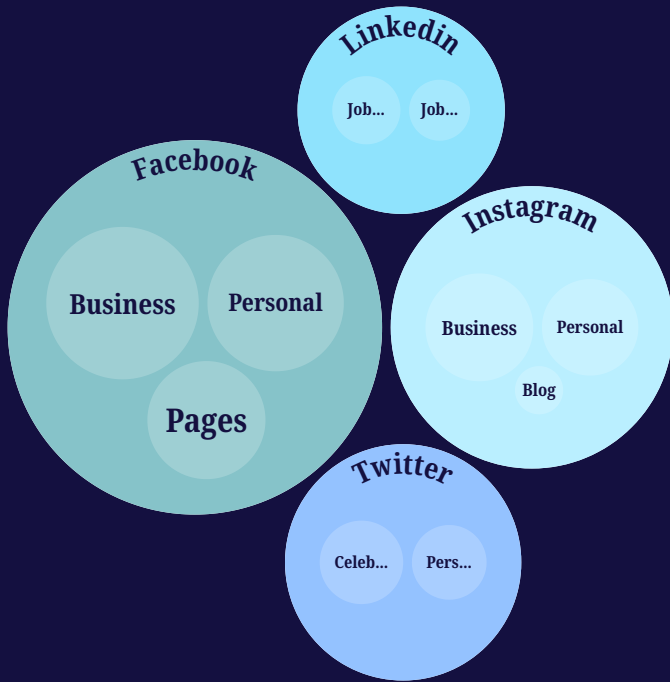 Linkedin
Job...
Job...
Facebook
Business
Personal
Pages
Instagram
Business
Personal
Blog
Twitter
Celeb...
Pers...